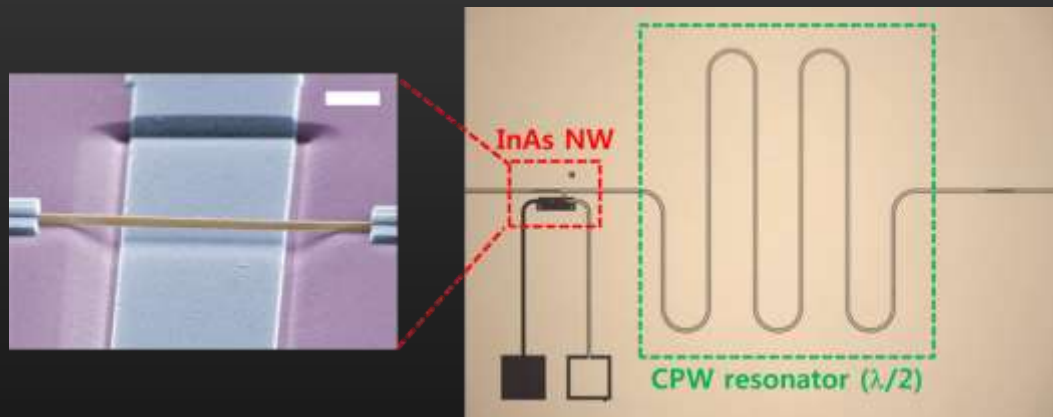 InAs NW
CPW resonator (λ/2)